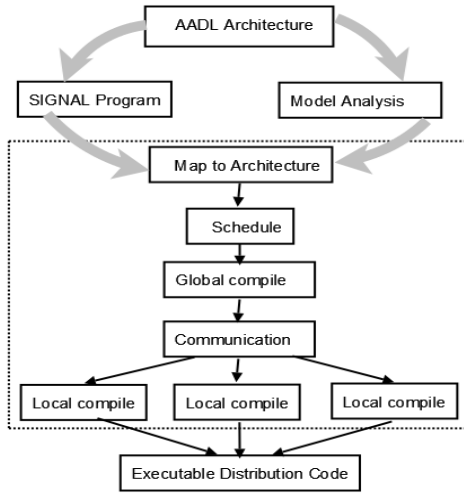 AADL Architecture
SIGNAL Program
Model Analysis
Map to Architecture
Schedule
Global compile
Communication
Local compile
Local compile
Local compile
Executable Distribution Code